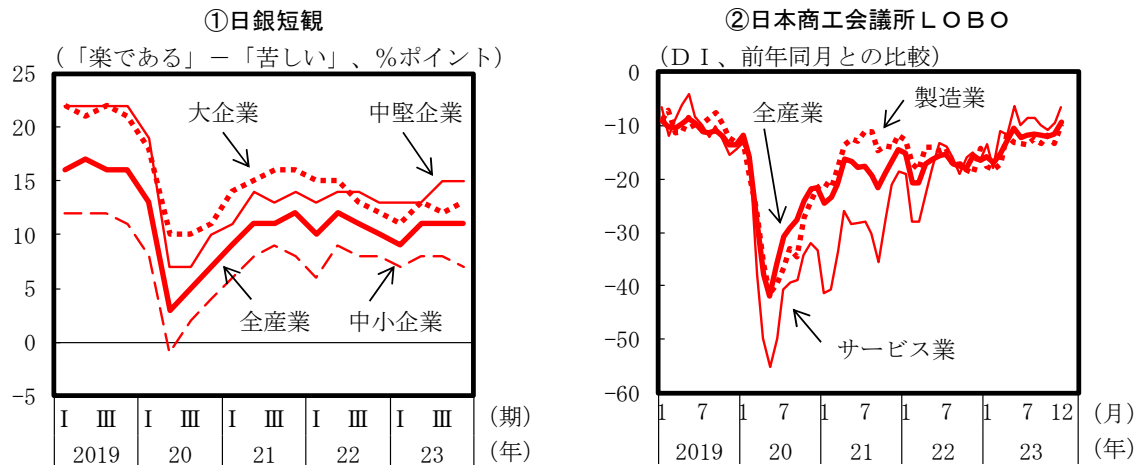 ①日銀短観
(「楽である」－「苦しい」、％ポイント)
25
20
15
10
5
0
-5
大企業
中堅企業
全産業
中小企業
Ⅰ Ⅲ Ⅰ Ⅲ Ⅰ Ⅲ Ⅰ Ⅲ Ⅰ Ⅲ (期)
2019 20 21 22 23 (年)
②日本商工会議所ＬＯＢＯ
(ＤＩ、前年同月との比較)
0
-10
-20
-30
-40
-50
-60
全産業
製造業
サービス業
1 7 1 7 1 7 1 7 1 7 12 (月)
2019 20 21 22 23 (年)